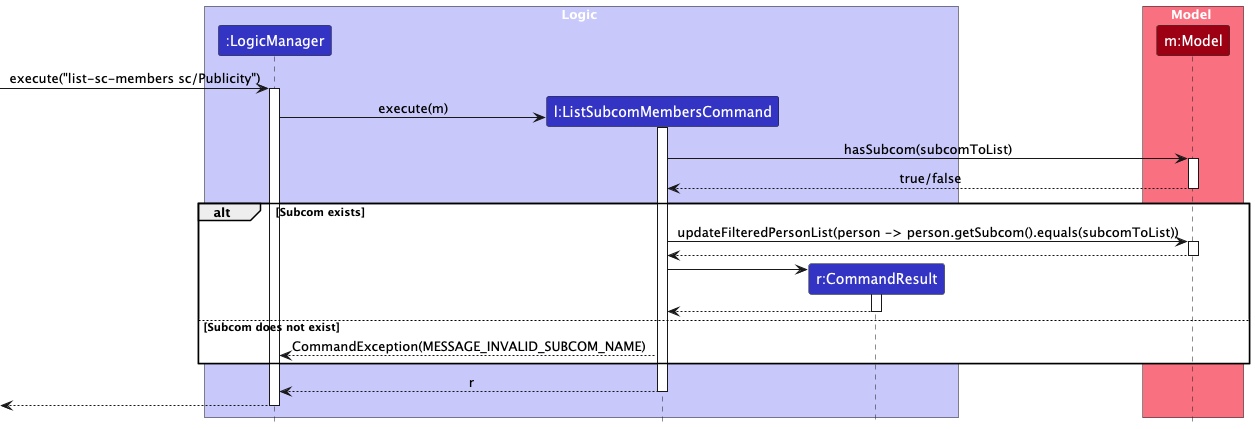 Logic
Model
:LogicManager
m:Model
execute("list-sc-members sc/Publicity")
execute(m)
l:ListSubcomMembersCommand
hasSubcom(subcomToList)
true/false
alt
[Subcom exists]
updateFilteredPersonList(person -> person.getSubcom().equals(subcomToList))
r:CommandResult
[Subcom does not exist]
CommandException(MESSAGE_INVALID_SUBCOM_NAME)
r